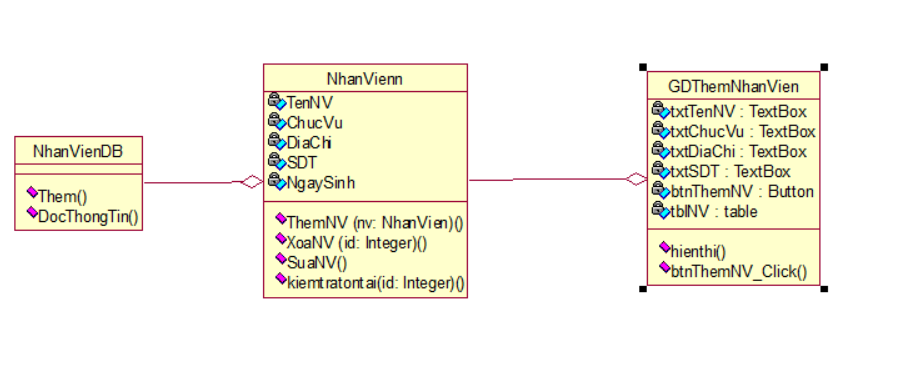 NhanVienDB
Them()
DocThongTin()
NhanVienn
TenNV
ChucVu
DiaChi
SDT
NgaySinh
ThemNV (nv: NhanVien)()
XoaNV (id: Integer)()
SuaNV()
kiemtratontai(id: Integer)()
GDThemNhanVien
txtTenNV : TextBox
txtChucVu : TextBox
txtDiaChi : TextBox
txtSDT : TextBox
btnThemNV : Button
tblNV : table
hienthi()
btnThemNV_Click()